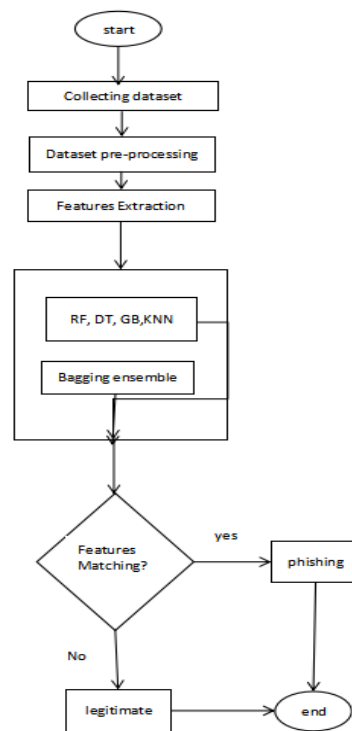 start
Collecting dataset
Dataset pre-processing
Features Extraction
RF, DT, GB,KNN
Bagging ensemble
Features
Matching?
yes
phishing
No
legitimate
end